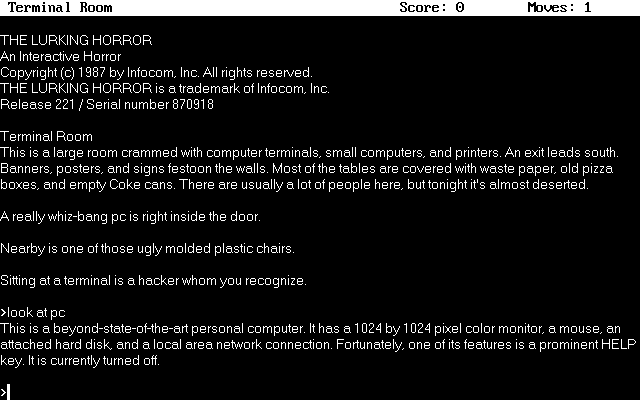 Terminal Room Score: 0 Moves: 1
THE LURKING HORROR
An Interactive Horror
Copyright (c) 1987 by Infocom, Inc. All rights reserved.
THE LURKING HORROR is a trademark of Infocom, Inc.
Release 221 / Serial number 870918
Terminal Room
This is a large room crammed with computer terminals, small computers, and printers. An exit leads south.
Banners, posters, and signs festoon the walls. Most of the tables are covered with waste paper, old pizza
boxes, and empty Coke cans. There are usually a lot of people here, but tonight it's almost deserted.
A really whiz-bang pc is right inside the door.
Nearby is one of those ugly molded plastic chairs.
Sitting at a terminal is a hacker whom you recognize.
>look at pc
This is a beyond-state-of-the-art personal computer. It has a 1024 by 1024 pixel color monitor, a mouse, an
attached hard disk, and a local area network connection. Fortunately, one of its features is a prominent HELP
key. It is currently turned off.
>